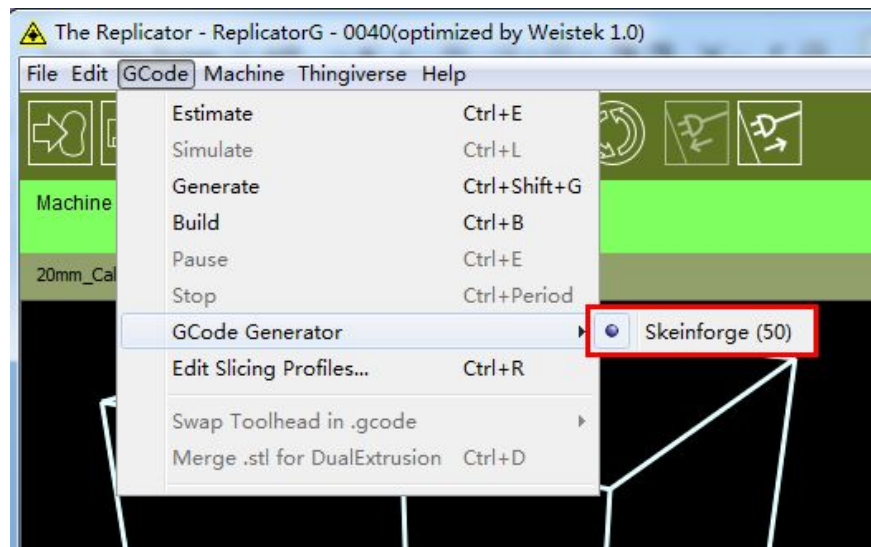 The Replicator - ReplicatorG - 0040(optimized by Weistek 1.0)
File Edit GCode Machine Thingiverse Help
Estimate Ctrl+E
Simulate Ctrl+L
Generate Ctrl+Shift+G
Machine
Build Ctrl+B
Pause Ctrl+E
20mm_Cal
Stop Ctrl+Period
GCode Generator
Skeinforge (50)
Edit Slicing Profiles... Ctrl+R
Swap Toolhead in .gcode
Merge .stl for DualExtrusion Ctrl+D